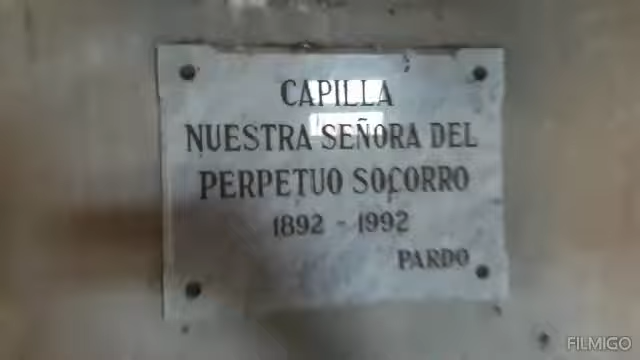 CAPILLA
NUESTRA SEÑORA DEL
PERPETUO SOCORRO
1892 - 1992
PARDO
FILMIGO